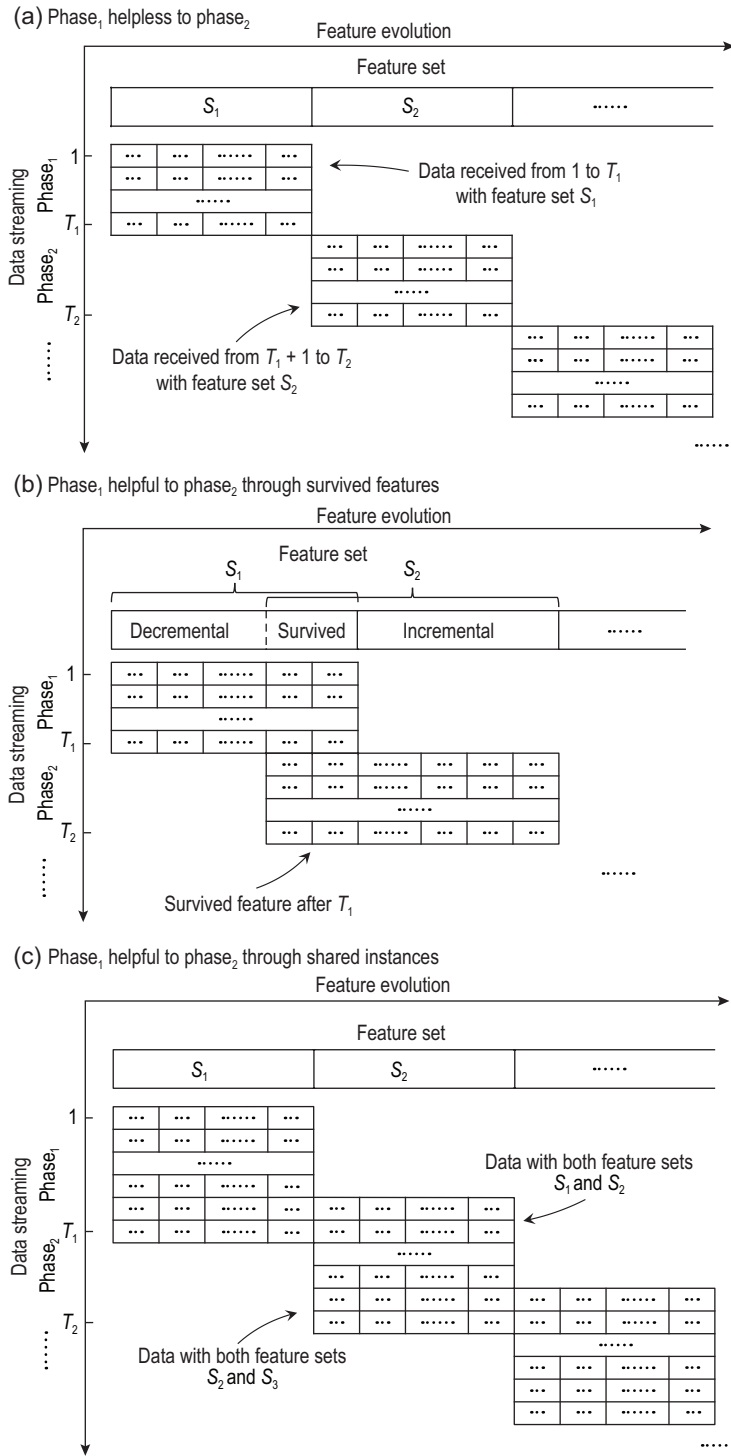 (a) Phase₁ helpless to phase₂
Feature evolution
Feature set
S₁ S₂ ······
Data streaming
Phase₁
Phase₂
1
T₁
T₂
······
··· ··· ······ ···
··· ··· ······ ···
······
··· ··· ······ ···
Data received from 1 to T₁
with feature set S₁
··· ··· ······ ···
··· ··· ······ ···
······
··· ··· ······ ···
Data received from T₁ + 1 to T₂
with feature set S₂
··· ··· ······ ···
··· ··· ······ ···
······
··· ··· ······ ···
······
(b) Phase₁ helpful to phase₂ through survived features
Feature evolution
Feature set
S₁ S₂
Decremental Survived Incremental ······
Data streaming
Phase₁
Phase₂
1
T₁
T₂
······
··· ··· ······ ··· ···
··· ··· ······ ··· ···
······
··· ··· ······ ··· ···
··· ··· ······ ··· ··· ···
··· ··· ······ ··· ··· ···
······
··· ··· ······ ··· ··· ···
Survived feature after T₁
······
(c) Phase₁ helpful to phase₂ through shared instances
Feature evolution
Feature set
S₁ S₂ ······
Data streaming
Phase₁
Phase₂
1
T₁
T₂
······
··· ··· ······ ···
··· ··· ······ ···
······
··· ··· ······ ···
··· ··· ······ ···
··· ··· ······ ···
Data with both feature sets
S₁ and S₂
··· ··· ······ ···
··· ··· ······ ···
······
··· ··· ······ ···
··· ··· ······ ···
··· ··· ······ ···
Data with both feature sets
S₂ and S₃
··· ··· ······ ···
··· ··· ······ ···
······
··· ··· ······ ···
··· ··· ······ ···
··· ··· ······ ···
······